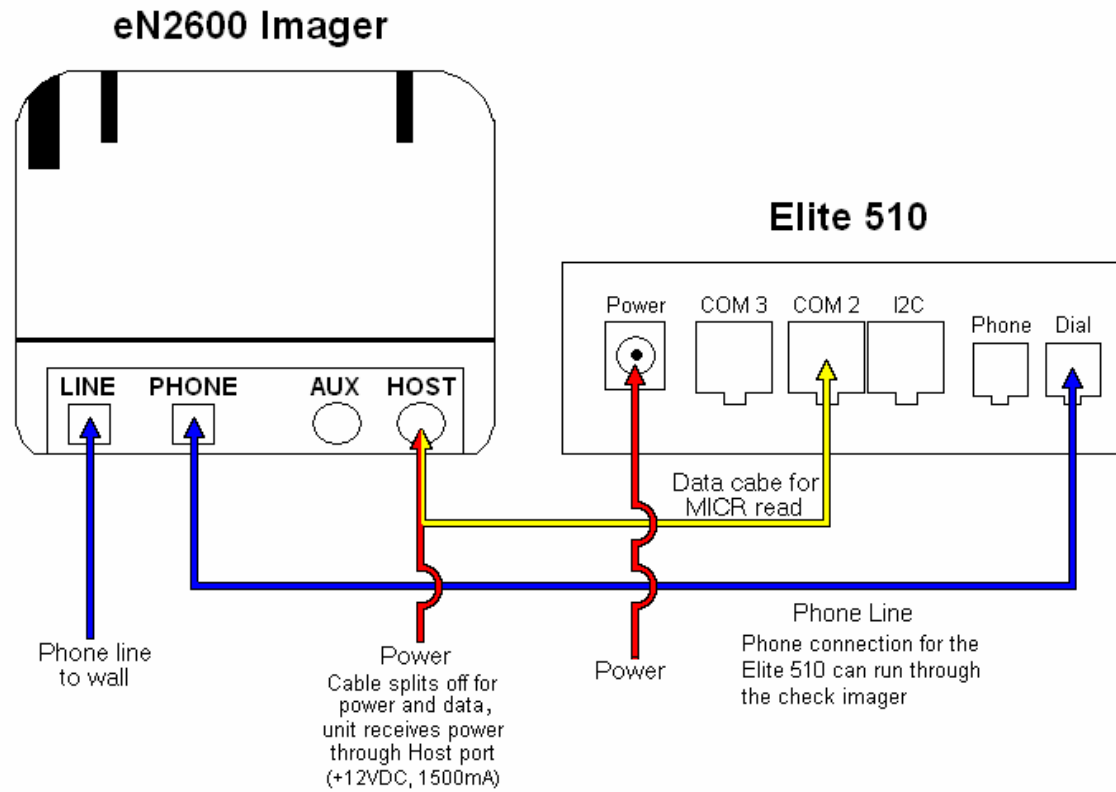 eN2600 Imager
Elite 510
Power
COM 3
COM 2
I2C
Phone
Dial
LINE
PHONE
AUX
HOST
Data cabe for
MICR read
Phone line
to wall
Power
Cable splits off for
power and data,
unit receives power
through Host port
(+12VDC, 1500mA)
Power
Phone Line
Phone connection for the
Elite 510 can run through
the check imager